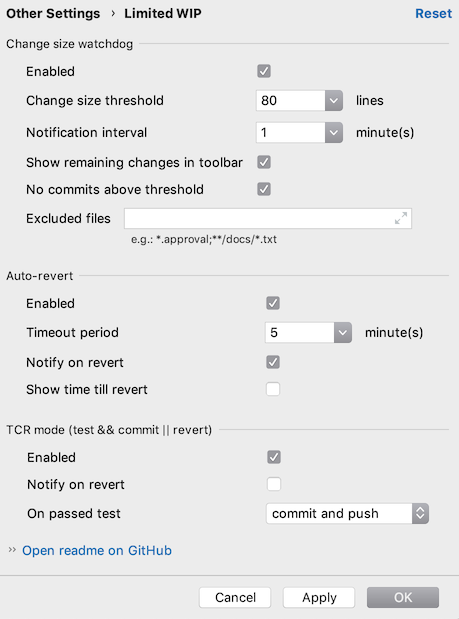 Other Settings › Limited WIP Reset
Change size watchdog
Enabled
Change size threshold 80 lines
Notification interval 1 minute(s)
Show remaining changes in toolbar
No commits above threshold
Excluded files
e.g.: *.approval;**/docs/*.txt
Auto-revert
Enabled
Timeout period 5 minute(s)
Notify on revert
Show time till revert
TCR mode (test && commit || revert)
Enabled
Notify on revert
On passed test commit and push
›› Open readme on GitHub
Cancel Apply OK